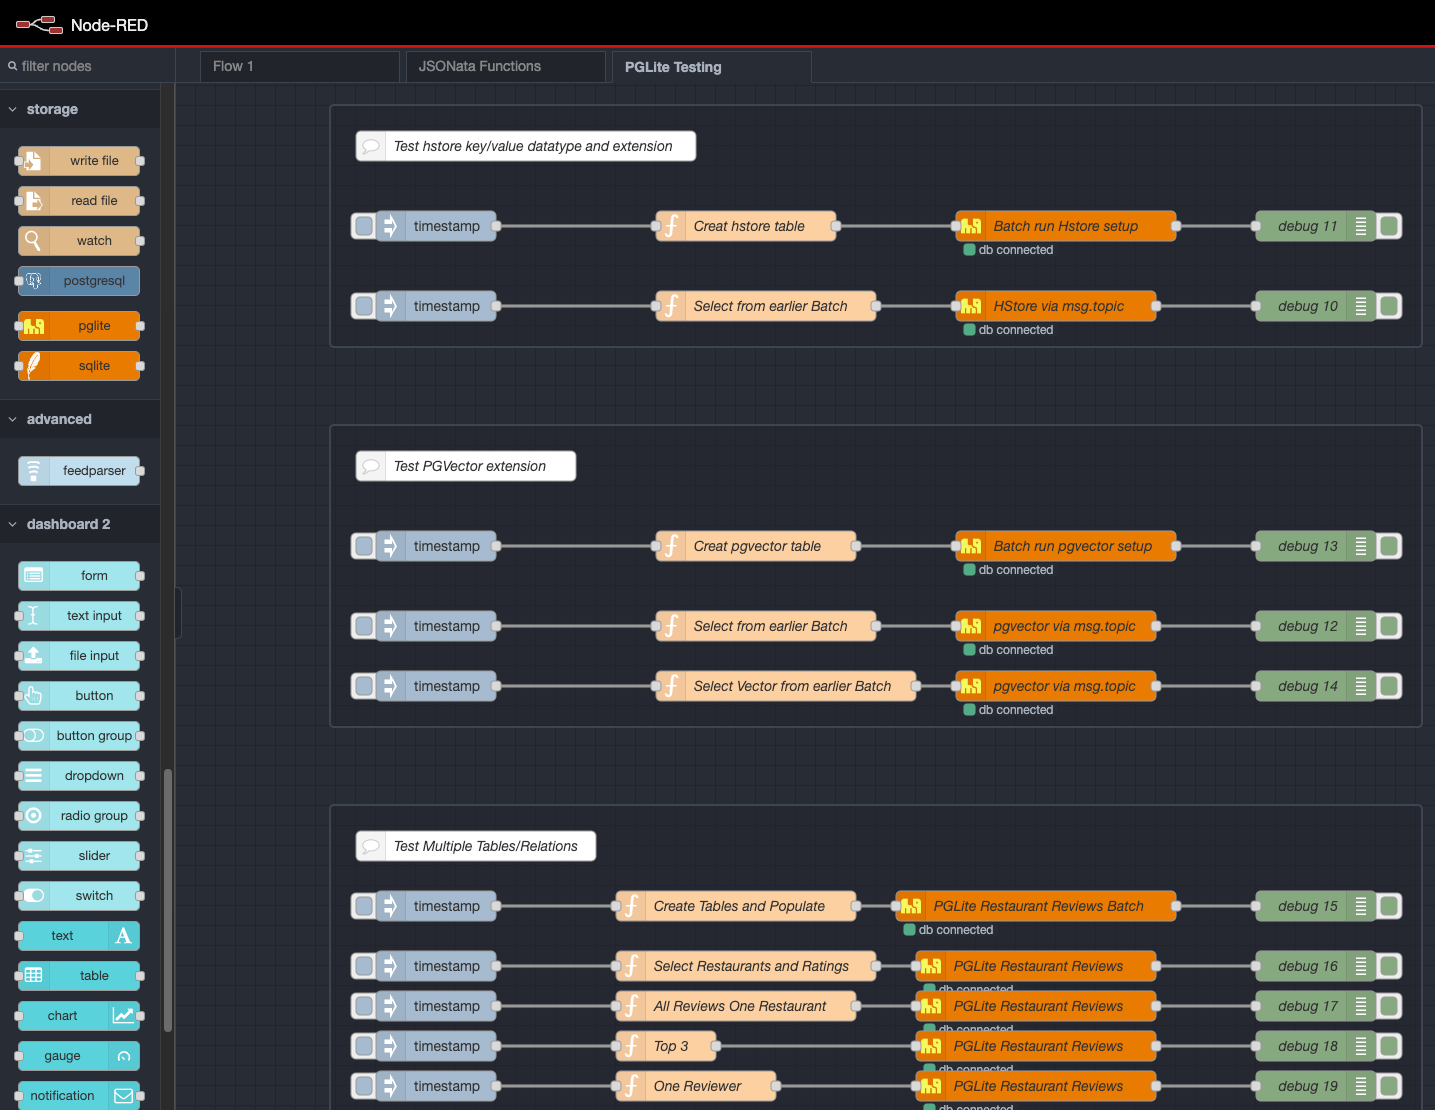 Node-RED
filter nodes
Flow 1
JSONata Functions
PGLite Testing
storage
write file
read file
watch
postgresql
pglite
sqlite
advanced
feedparser
dashboard 2
form
text input
file input
button
button group
dropdown
radio group
slider
switch
text
table
chart
gauge
notification
Test hstore key/value datatype and extension
timestamp
Creat hstore table
Batch run Hstore setup
debug 11
db connected
timestamp
Select from earlier Batch
HStore via msg.topic
debug 10
db connected
Test PGVector extension
timestamp
Creat pgvector table
Batch run pgvector setup
debug 13
db connected
timestamp
Select from earlier Batch
pgvector via msg.topic
debug 12
db connected
timestamp
Select Vector from earlier Batch
pgvector via msg.topic
debug 14
db connected
Test Multiple Tables/Relations
timestamp
Create Tables and Populate
PGLite Restaurant Reviews Batch
debug 15
db connected
timestamp
Select Restaurants and Ratings
PGLite Restaurant Reviews
debug 16
db connected
timestamp
All Reviews One Restaurant
PGLite Restaurant Reviews
debug 17
db connected
timestamp
Top 3
PGLite Restaurant Reviews
debug 18
db connected
timestamp
One Reviewer
PGLite Restaurant Reviews
debug 19
db connected